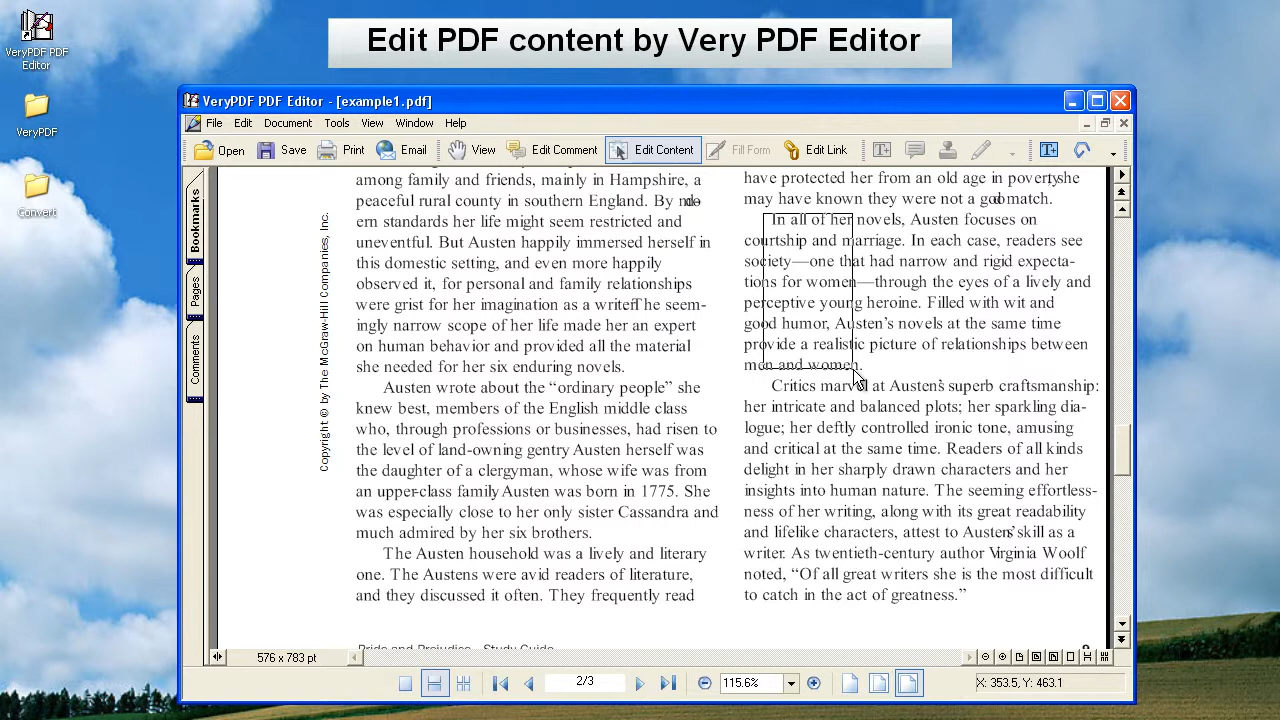 Edit PDF content by Very PDF Editor
VeryPDF PDF
Editor
VeryPDF
Convert
VeryPDF PDF Editor - [example1.pdf]
File Edit Document Tools View Window Help
Open Save Print Email View Edit Comment Edit Content Fill Form Edit Link
Bookmarks
Pages
Comments
Copyright © by The McGraw-Hill Companies, Inc.
among family and friends, mainly in Hampshire, a
peaceful rural county in southern England. By mod-
ern standards her life might seem restricted and
uneventful. But Austen happily immersed herself in
this domestic setting, and even more happily
observed it, for personal and family relationships
were grist for her imagination as a writer. The seem-
ingly narrow scope of her life made her an expert
on human behavior and provided all the material
she needed for her six enduring novels.
Austen wrote about the “ordinary people” she
knew best, members of the English middle class
who, through professions or businesses, had risen to
the level of land-owning gentry. Austen herself was
the daughter of a clergyman, whose wife was from
an upper-class family. Austen was born in 1775. She
was especially close to her only sister Cassandra and
much admired by her six brothers.
The Austen household was a lively and literary
one. The Austens were avid readers of literature,
and they discussed it often. They frequently read
Pride and Prejudice Study Guide
have protected her from an old age in poverty, she
may have known they were not a good match.
In all of her novels, Austen focuses on
courtship and marriage. In each case, readers see
society—one that had narrow and rigid expecta-
tions for women—through the eyes of a lively and
perceptive young heroine. Filled with wit and
good humor, Austen’s novels at the same time
provide a realistic picture of relationships between
men and women.
Critics marvel at Austen’s superb craftsmanship:
her intricate and balanced plots; her sparkling dia-
logue; her deftly controlled ironic tone, amusing
and critical at the same time. Readers of all kinds
delight in her sharply drawn characters and her
insights into human nature. The seeming effortless-
ness of her writing, along with its great readability
and lifelike characters, attest to Austen’s skill as a
writer. As twentieth-century author Virginia Woolf
noted, “Of all great writers she is the most difficult
to catch in the act of greatness.”
576 x 783 pt
2/3
115.6%
X: 353.5, Y: 463.1